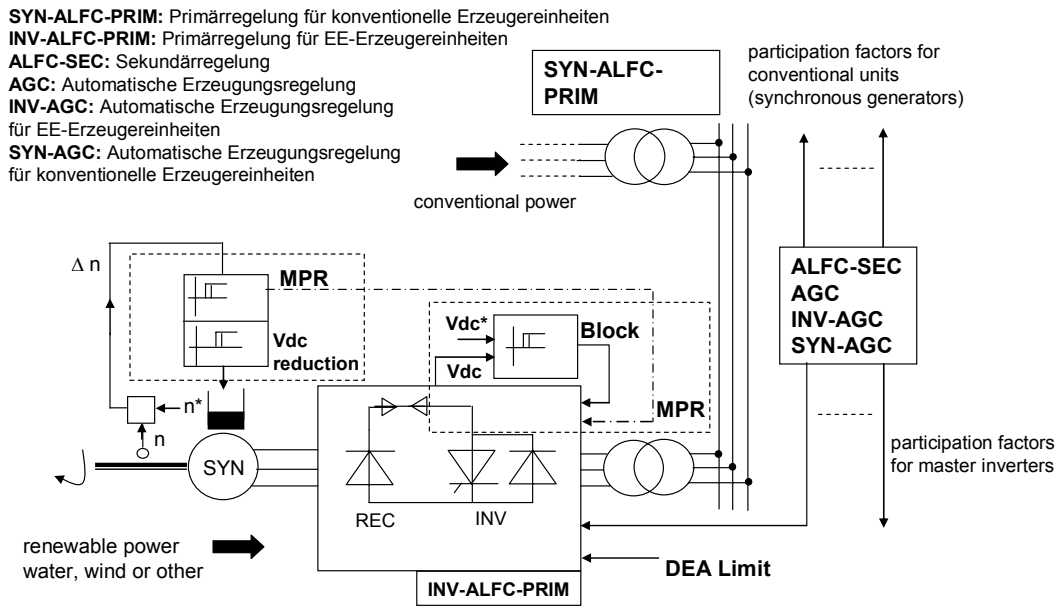 SYN-ALFC-PRIM: Primärregelung für konventionelle Erzeugereinheiten
INV-ALFC-PRIM: Primärregelung für EE-Erzeugereinheiten
ALFC-SEC: Sekundärregelung
AGC: Automatische Erzeugungsregelung
INV-AGC: Automatische Erzeugungsregelung
für EE-Erzeugereinheiten
SYN-AGC: Automatische Erzeugungsregelung
für konventionelle Erzeugereinheiten
SYN-ALFC-
PRIM
participation factors for
conventional units
(synchronous generators)
conventional power
Δ n
MPR
Vdc
reduction
Vdc*
Vdc
Block
MPR
ALFC-SEC
AGC
INV-AGC
SYN-AGC
n*
n
SYN
REC
INV
participation factors
for master inverters
renewable power
water, wind or other
DEA Limit
INV-ALFC-PRIM